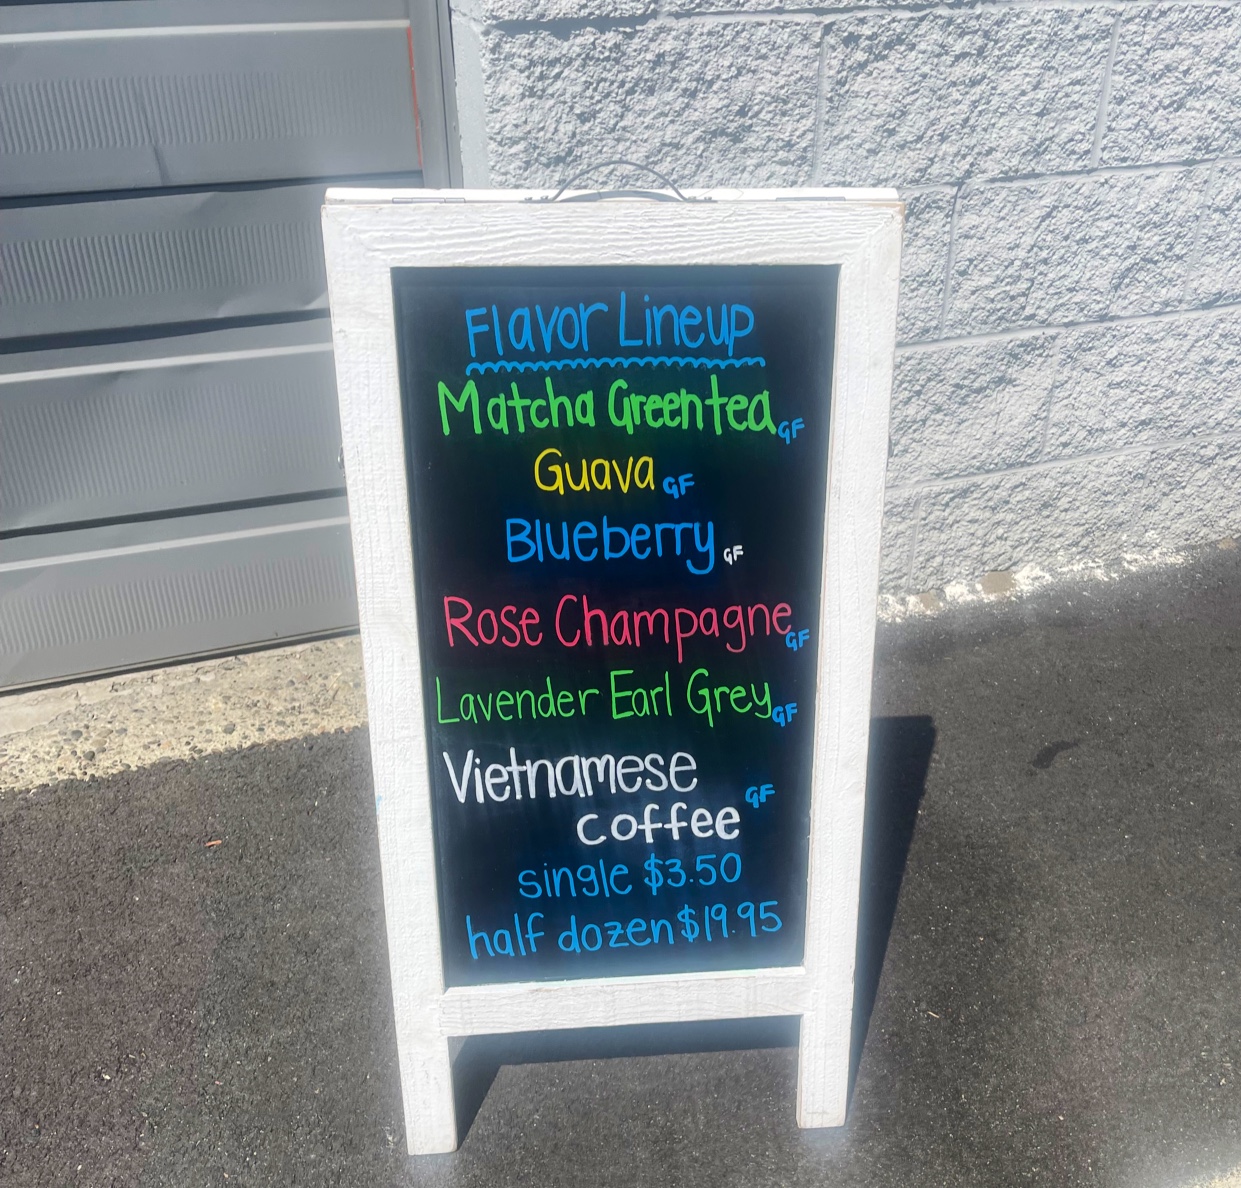 Flavor Lineup
Matcha Greentea GF
Guava GF
Blueberry GF
Rose Champagne GF
Lavender Earl Grey GF
Vietnamese
coffee GF
single $3.50
half dozen $19.95